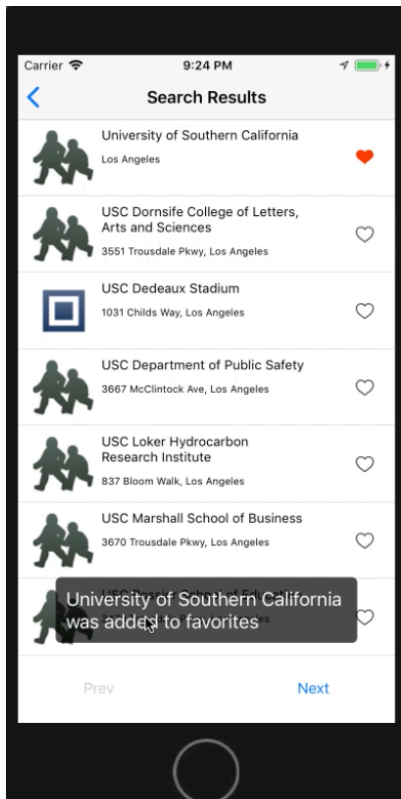 Carrier
9:24 PM
Search Results
University of Southern California
Los Angeles
USC Dornsife College of Letters,
Arts and Sciences
3551 Trousdale Pkwy, Los Angeles
USC Dedeaux Stadium
1031 Childs Way, Los Angeles
USC Department of Public Safety
3667 McClintock Ave, Los Angeles
USC Loker Hydrocarbon
Research Institute
837 Bloom Walk, Los Angeles
USC Marshall School of Business
3670 Trousdale Pkwy, Los Angeles
University of Southern California
was added to favorites
Prev
Next